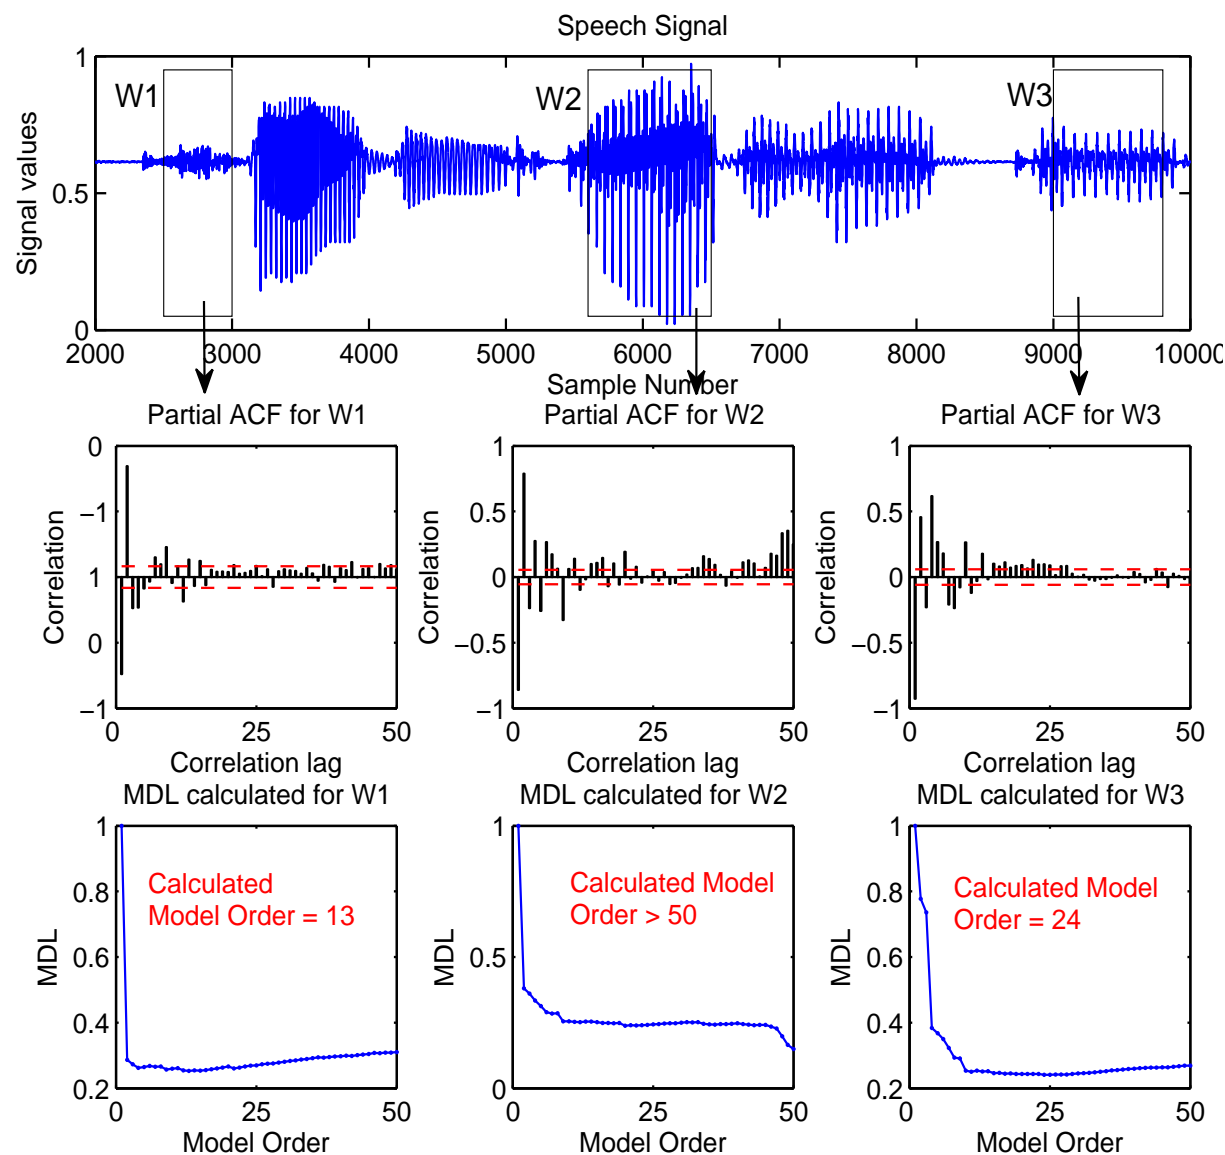 Speech Signal
Signal values
1
0.5
0
W1
W2
W3
2000 3000 4000 5000 6000 7000 8000 9000 10000
Sample Number
Partial ACF for W1
Correlation
0
−1
1
0
−1
0 25 50
Correlation lag
Partial ACF for W2
Correlation
1
0.5
0
−0.5
−1
0 25 50
Correlation lag
Partial ACF for W3
Correlation
1
0.5
0
−0.5
−1
0 25 50
Correlation lag
MDL calculated for W1
MDL
1
0.8
0.6
0.4
0.2
Calculated
Model Order = 13
0 25 50
Model Order
MDL calculated for W2
MDL
1
0.5
0
Calculated Model
Order > 50
0 25 50
Model Order
MDL calculated for W3
MDL
1
0.8
0.6
0.4
0.2
Calculated Model
Order = 24
0 25 50
Model Order